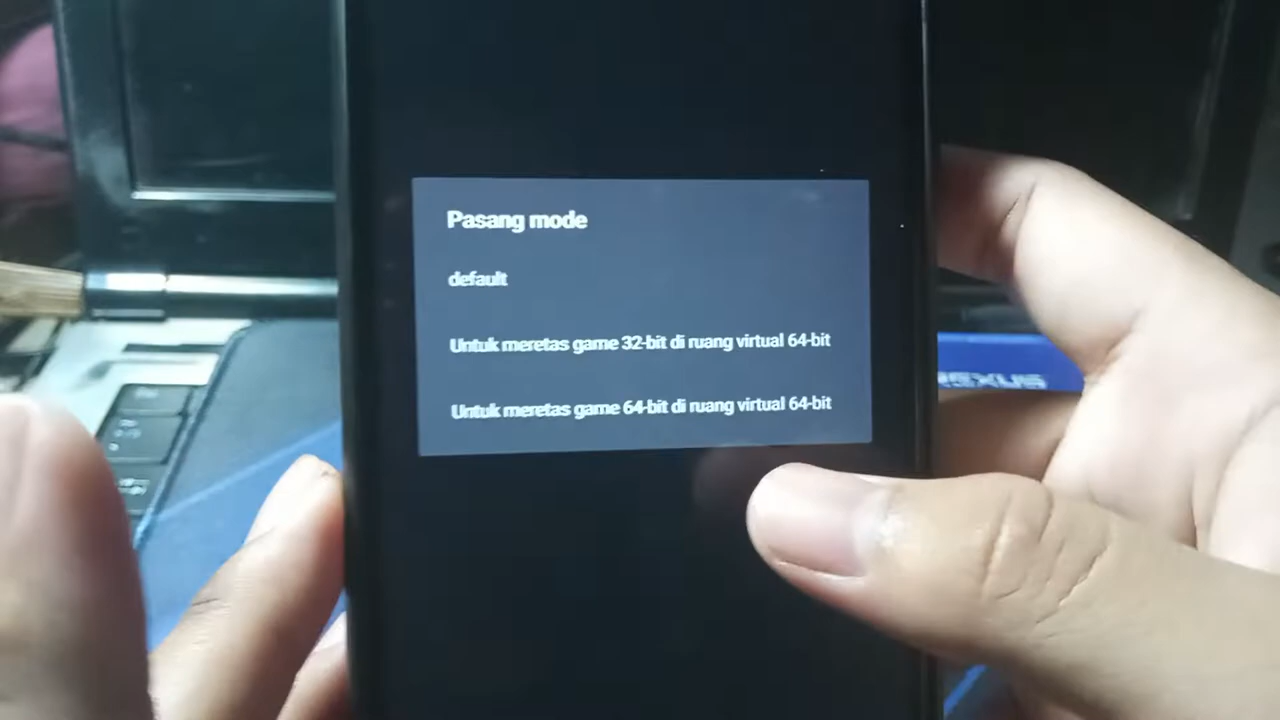 Pasang mode
default
Untuk meretas game 32-bit di ruang virtual 64-bit
Untuk meretas game 64-bit di ruang virtual 64-bit